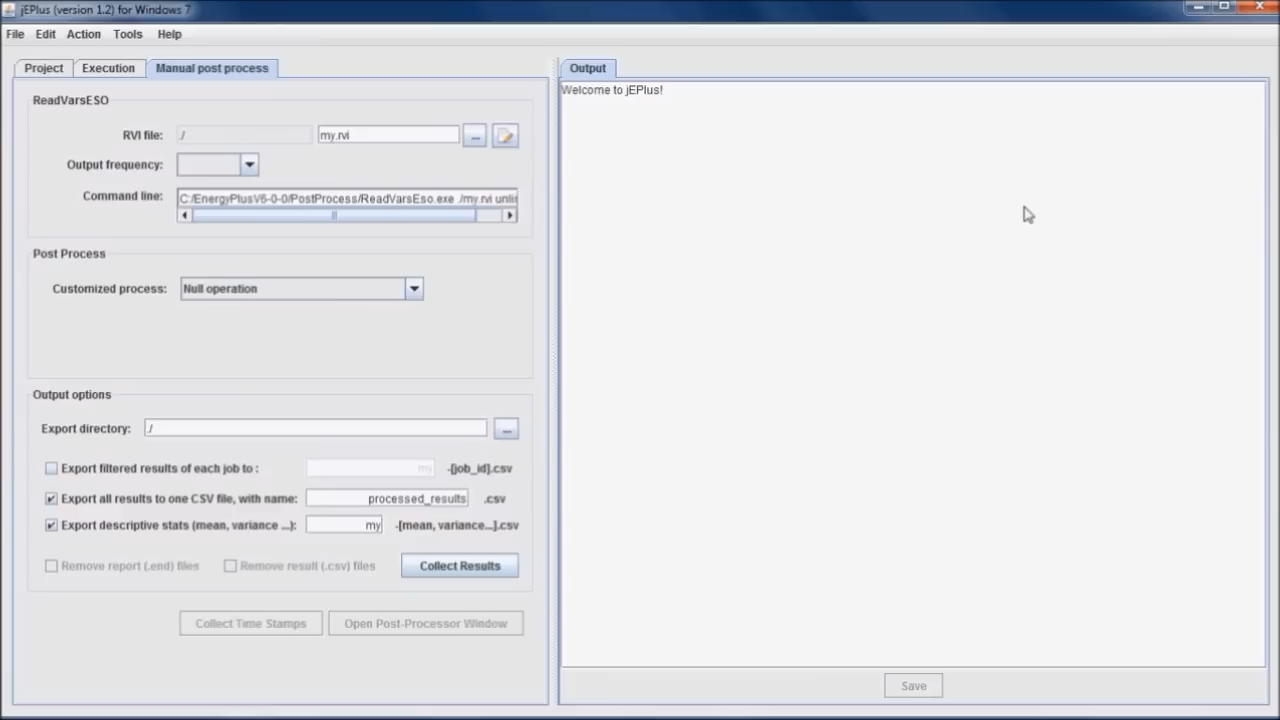 jEPlus (version 1.2) for Windows 7
File Edit Action Tools Help
Project Execution Manual post process
ReadVarsESO
RVI file: ./ my.rvi ...
Output frequency:
Command line: C:/EnergyPlusV6-0-0/PostProcess/ReadVarsEso.exe ./my.rvi unlir
Post Process
Customized process: Null operation
Output options
Export directory: ./ ...
Export filtered results of each job to : my -[job_id].csv
Export all results to one CSV file, with name: processed_results .csv
Export descriptive stats (mean, variance ...): my -[mean, variance...].csv
Remove report (.end) files Remove result (.csv) files Collect Results
Collect Time Stamps Open Post-Processor Window
Output
Welcome to jEPlus!
Save